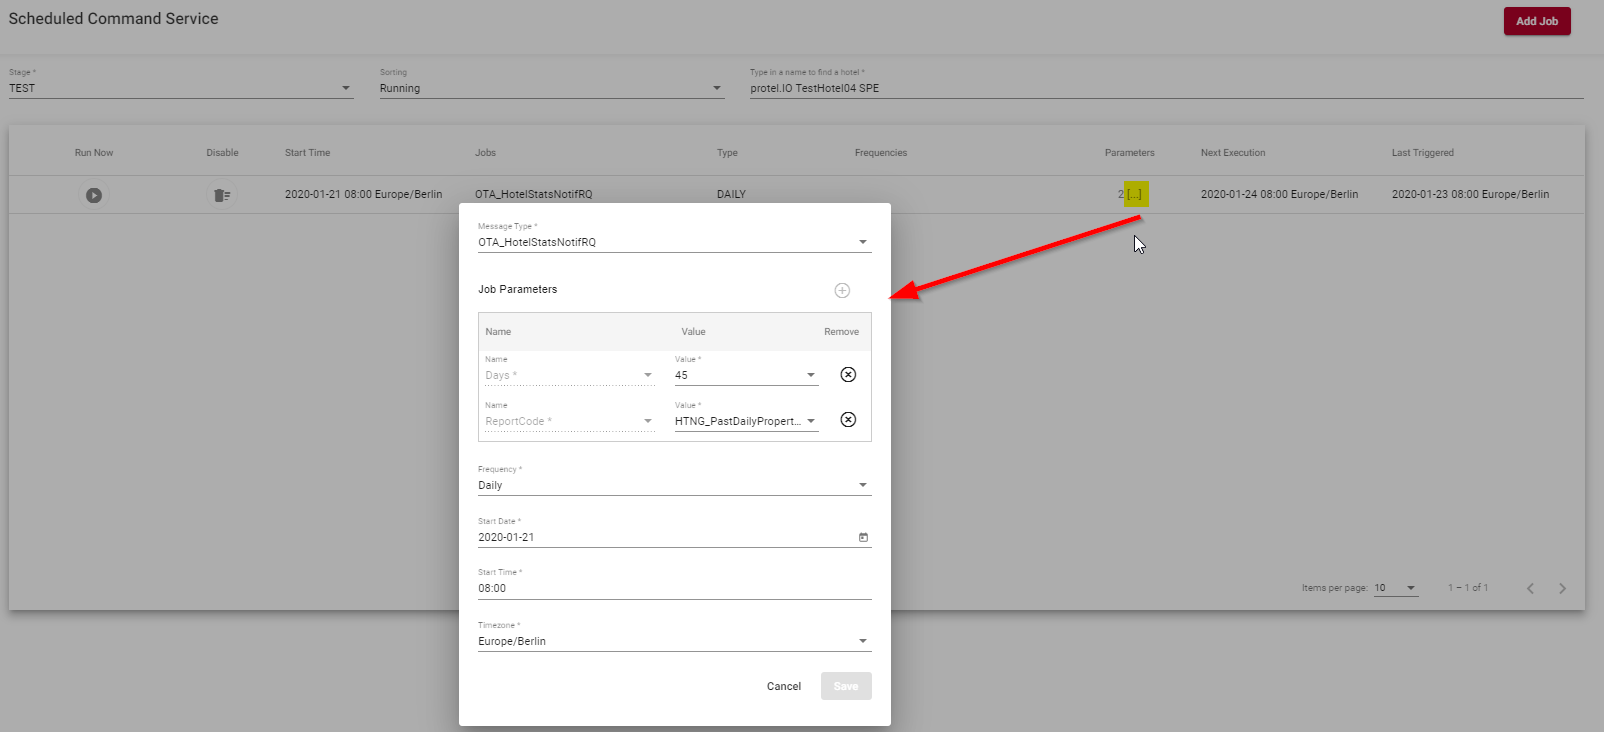 Scheduled Command Service
Add Job
Stage *
TEST
Sorting
Running
Type in a name to find a hotel *
protel.IO TestHotel04 SPE
Run Now Disable Start Time Jobs Type Frequencies Parameters Next Execution Last Triggered
2020-01-21 08:00 Europe/Berlin OTA_HotelStatsNotifRQ DAILY 2 [...] 2020-01-24 08:00 Europe/Berlin 2020-01-23 08:00 Europe/Berlin
Message Type *
OTA_HotelStatsNotifRQ
Job Parameters
Name Value Remove
Name Value *
Days * 45
Name Value *
ReportCode * HTNG_PastDailyPropert...
Frequency *
Daily
Start Date *
2020-01-21
Start Time *
08:00
Timezone *
Europe/Berlin
Cancel Save
Items per page: 10 1 – 1 of 1